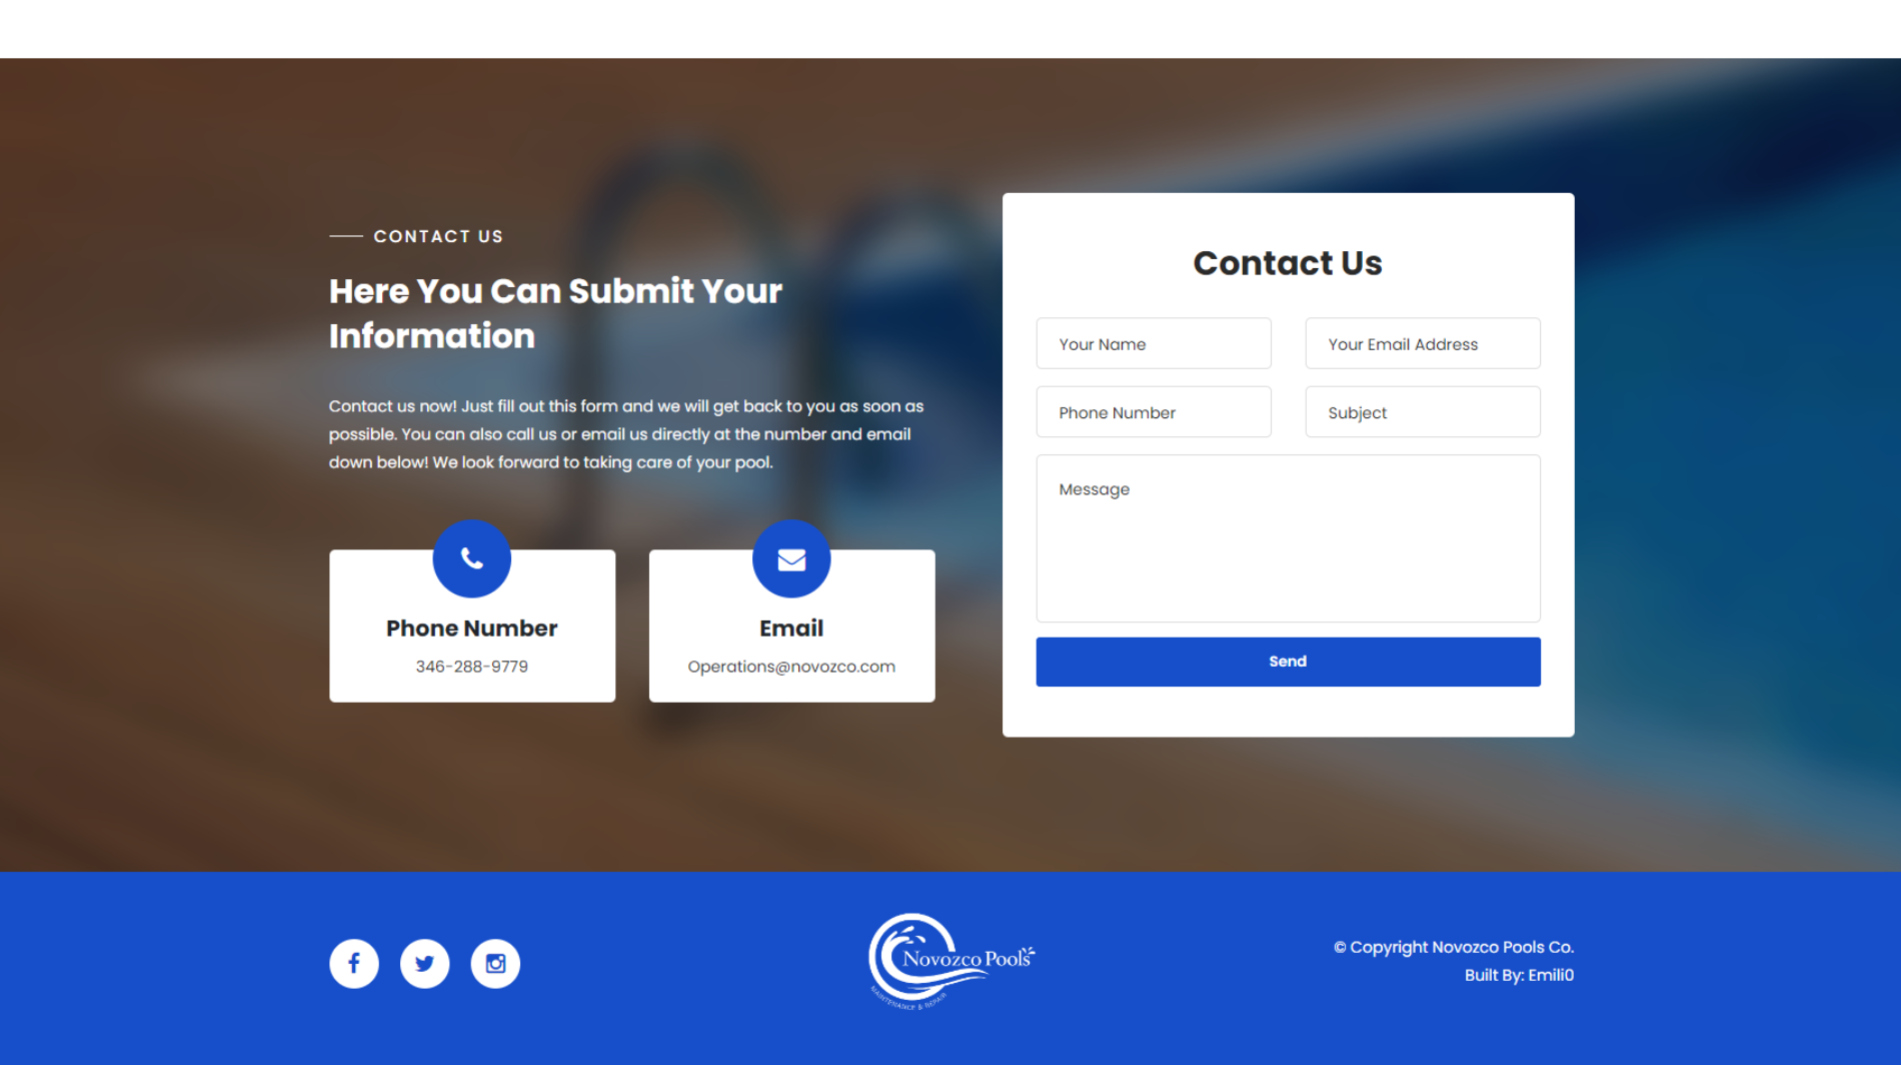 CONTACT US
Here You Can Submit Your
Information
Contact us now! Just fill out this form and we will get back to you as soon as
possible. You can also call us or email us directly at the number and email
down below! We look forward to taking care of your pool.
Phone Number
346-288-9779
Email
Operations@novozco.com
Contact Us
Your Name
Your Email Address
Phone Number
Subject
Message
Send
Novozco Pools
MAINTENANCE & REPAIR
© Copyright Novozco Pools Co.
Built By: Emili0